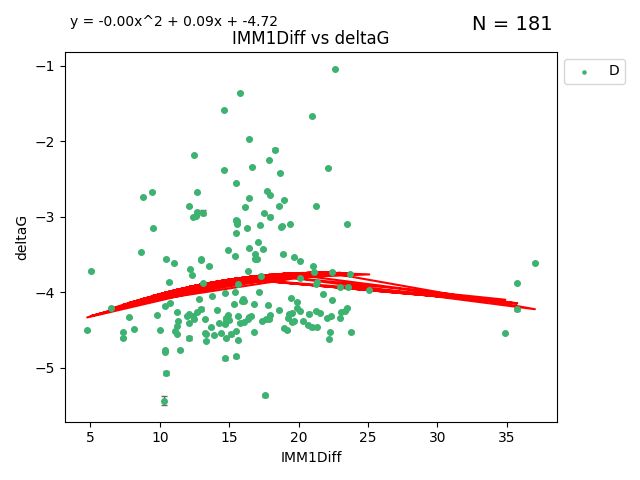 y = -0.00x^2 + 0.09x + -4.72
N = 181
IMM1Diff vs deltaG
D
deltaG
−1
−2
−3
−4
−5
5 10 15 20 25 30 35
IMM1Diff